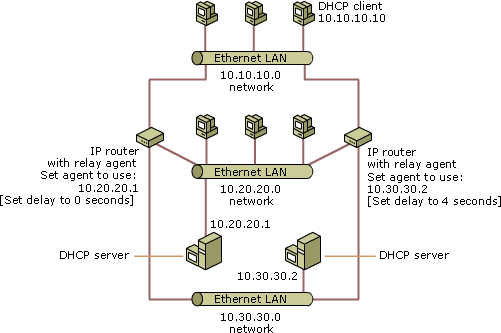 DHCP client
10.10.10.10
Ethernet LAN
10.10.10.0
network
IP router
with relay agent
Set agent to use:
10.20.20.1
[Set delay to 0 seconds]
Ethernet LAN
10.20.20.0
network
IP router
with relay agent
Set agent to use:
10.30.30.2
[Set delay to 4 seconds]
10.20.20.1
DHCP server
DHCP server
10.30.30.2
Ethernet LAN
10.30.30.0
network